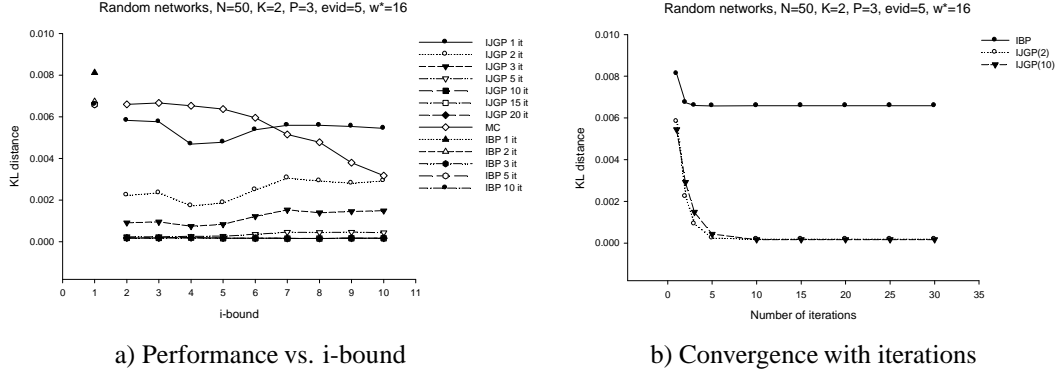 Random networks, N=50, K=2, P=3, evid=5, w*=16
0.010
0.008
0.006
0.004
0.002
0.000
KL distance
0 1 2 3 4 5 6 7 8 9 10 11
i-bound
IJGP 1 it
IJGP 2 it
IJGP 3 it
IJGP 5 it
IJGP 10 it
IJGP 15 it
IJGP 20 it
MC
IBP 1 it
IBP 2 it
IBP 3 it
IBP 5 it
IBP 10 it
a) Performance vs. i-bound
Random networks, N=50, K=2, P=3, evid=5, w*=16
0.010
0.008
0.006
0.004
0.002
0.000
KL distance
0 5 10 15 20 25 30 35
Number of iterations
IBP
IJGP(2)
IJGP(10)
b) Convergence with iterations